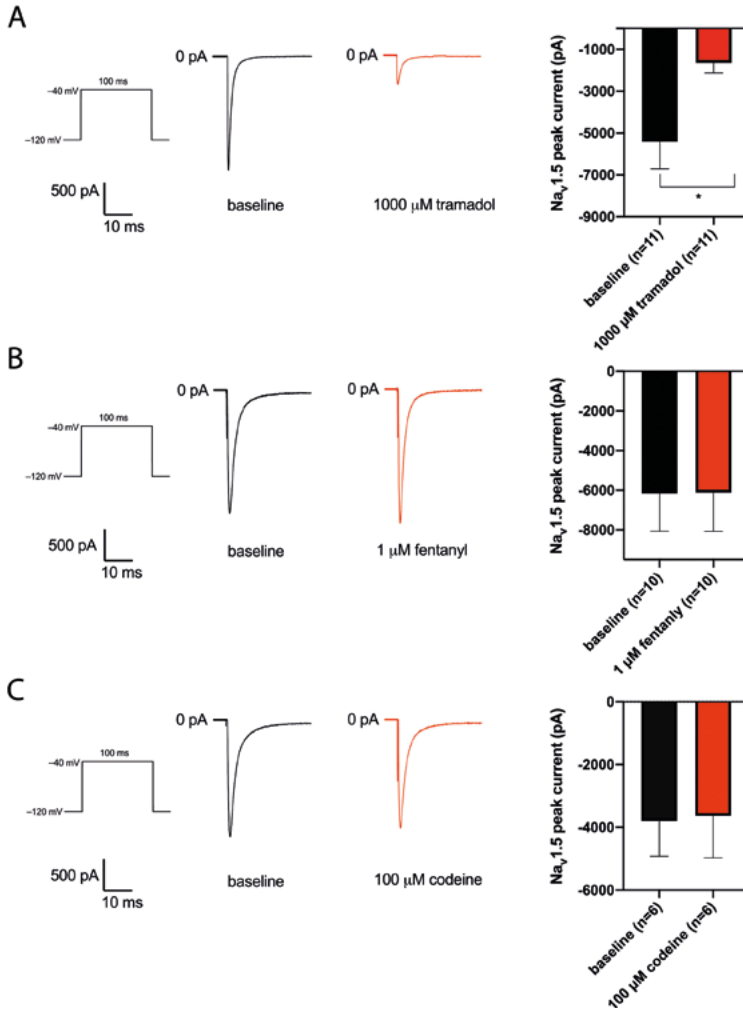 A
100 ms
−40 mV
−120 mV
500 pA
10 ms
0 pA
baseline
0 pA
1000 μM tramadol
Nav1.5 peak current (pA)
-1000
-3000
-5000
-7000
-9000
*
baseline (n=11)
1000 μM tramadol (n=11)
B
100 ms
−40 mV
−120 mV
500 pA
10 ms
0 pA
baseline
0 pA
1 μM fentanyl
Nav1.5 peak current (pA)
0
-2000
-4000
-6000
-8000
baseline (n=10)
1 μM fentanly (n=10)
C
100 ms
−40 mV
−120 mV
500 pA
10 ms
0 pA
baseline
0 pA
100 μM codeine
Nav1.5 peak current (pA)
0
-2000
-4000
-6000
baseline (n=6)
100 μM codeine (n=6)